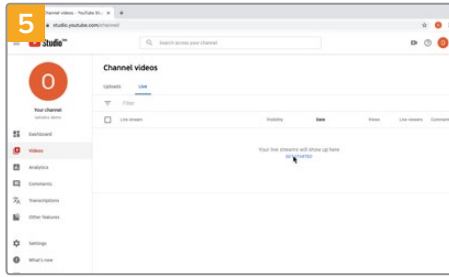 5
Channel videos - YouTube St...
studio.youtube.com/channel/
Studio
Search across your channel
Channel videos
Uploads
Live
Filter
Live stream
Visibility
Date
Views
Live viewers
Comments
Your live streams will show up here
GET STARTED
O
Your channel
Dashboard
Videos
Analytics
Comments
Transcriptions
Other features
Settings
What's new